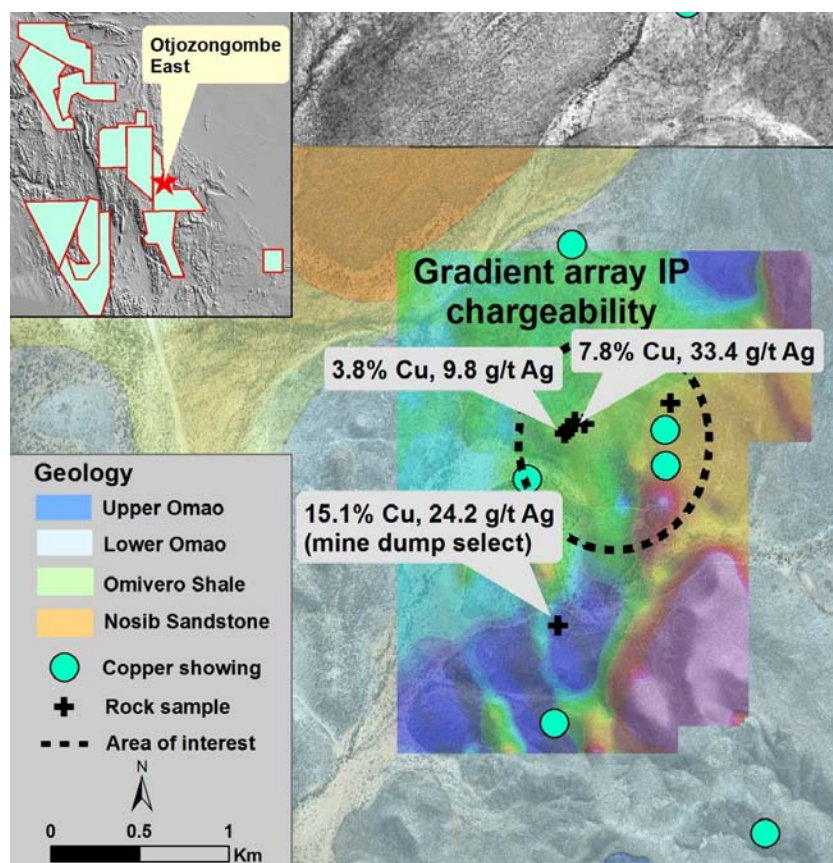 Otjozongombe
East
Gradient array IP
chargeability
3.8% Cu, 9.8 g/t Ag
7.8% Cu, 33.4 g/t Ag
15.1% Cu, 24.2 g/t Ag
(mine dump select)
Geology
Upper Omao
Lower Omao
Omivero Shale
Nosib Sandstone
Copper showing
Rock sample
Area of interest
N
0 0.5 1
Km